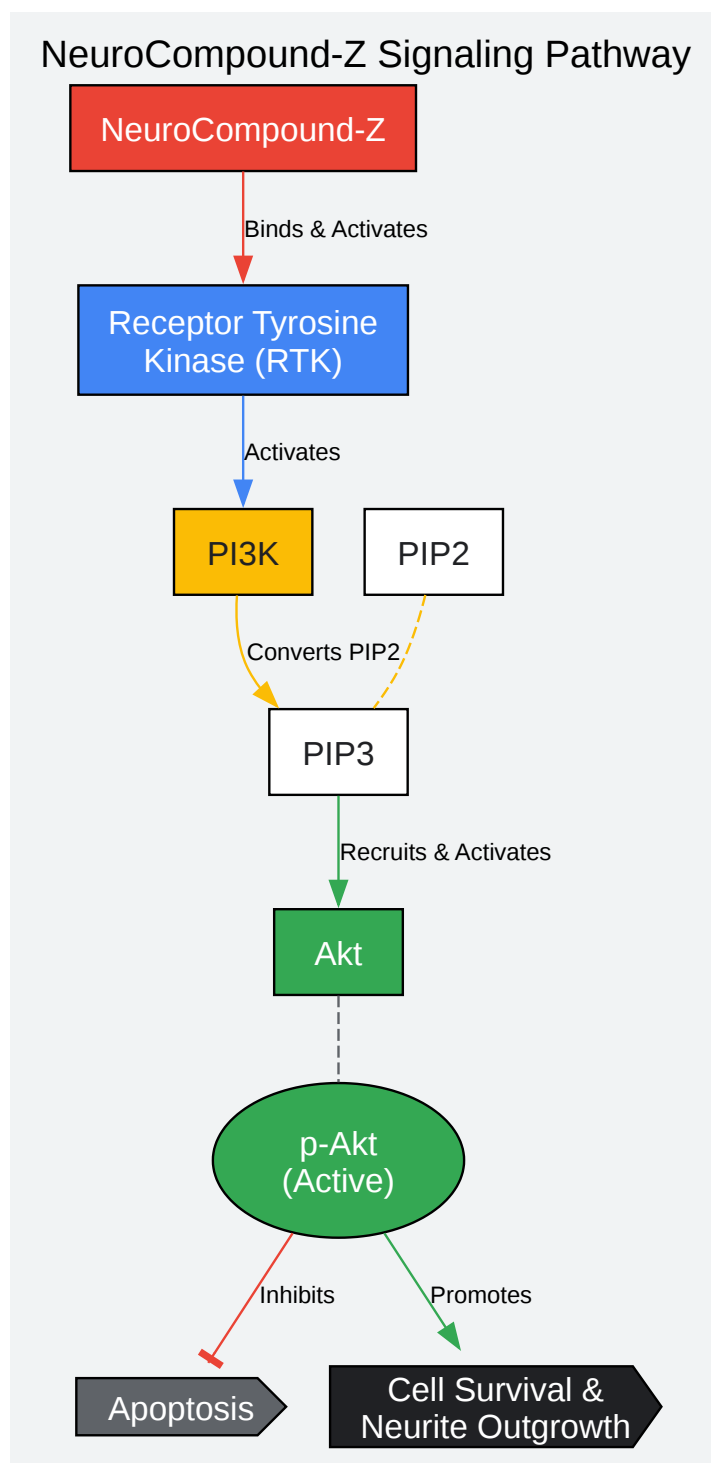 NeuroCompound-Z Signaling Pathway
NeuroCompound-Z
Binds & Activates
Receptor Tyrosine
Kinase (RTK)
Activates
PI3K
PIP2
Converts PIP2
PIP3
Recruits & Activates
Akt
p-Akt
(Active)
Inhibits
Promotes
Apoptosis
Cell Survival &
Neurite Outgrowth